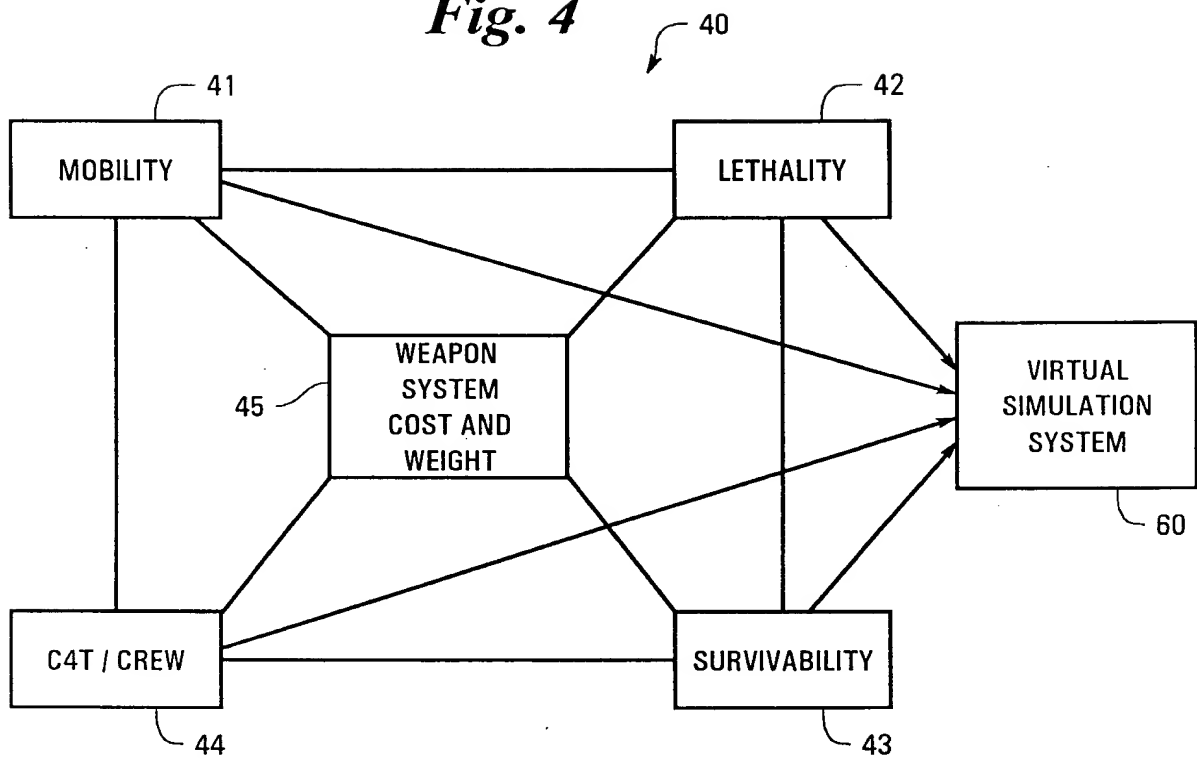 Fig. 4
40
41
42
MOBILITY
LETHALITY
WEAPON
SYSTEM
COST AND
WEIGHT
45
VIRTUAL
SIMULATION
SYSTEM
60
C4T / CREW
SURVIVABILITY
44
43